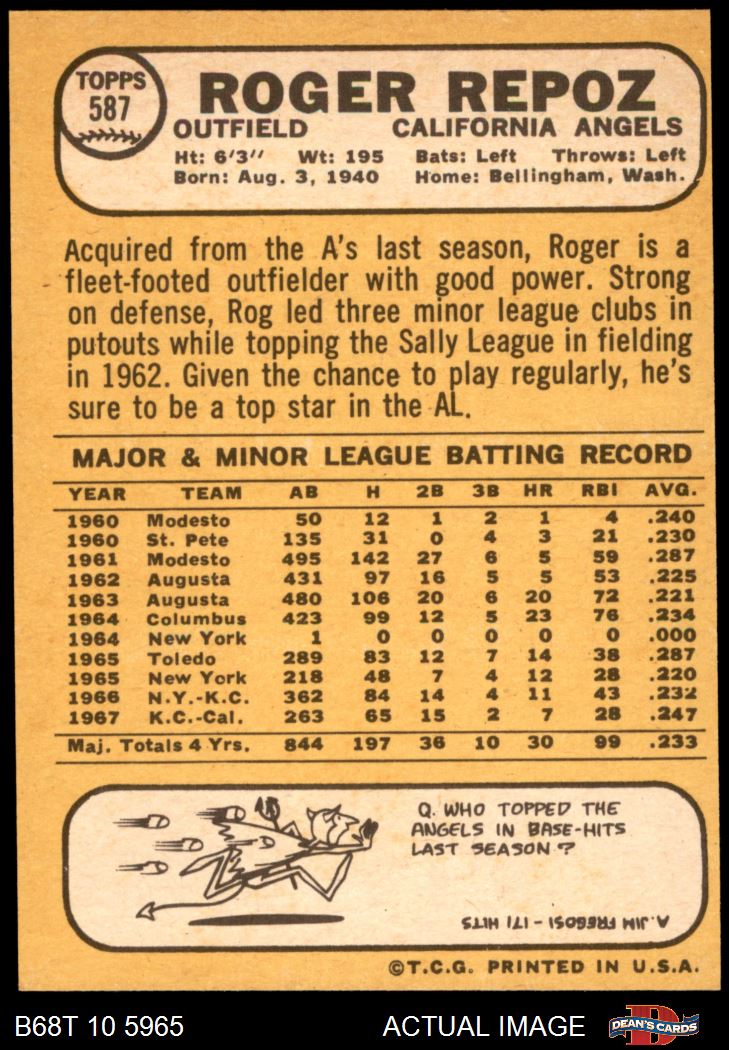 TOPPS
587
ROGER REPOZ
OUTFIELD CALIFORNIA ANGELS
Ht: 6'3" Wt: 195 Bats: Left Throws: Left
Born: Aug. 3, 1940 Home: Bellingham, Wash.
Acquired from the A's last season, Roger is a
fleet-footed outfielder with good power. Strong
on defense, Rog led three minor league clubs in
putouts while topping the Sally League in fielding
in 1962. Given the chance to play regularly, he's
sure to be a top star in the AL.
MAJOR & MINOR LEAGUE BATTING RECORD
YEAR TEAM AB H 2B 3B HR RBI AVG.
1960 Modesto 50 12 1 2 1 4 .240
1960 St. Pete 135 31 0 4 3 21 .230
1961 Modesto 495 142 27 6 5 59 .287
1962 Augusta 431 97 16 5 5 53 .225
1963 Augusta 480 106 20 6 20 72 .221
1964 Columbus 423 99 12 5 23 76 .234
1964 New York 1 0 0 0 0 0 .000
1965 Toledo 289 83 12 7 14 38 .287
1965 New York 218 48 7 4 12 28 .220
1966 N.Y.-K.C. 362 84 14 4 11 43 .232
1967 K.C.-Cal. 263 65 15 2 7 28 .247
Maj. Totals 4 Yrs. 844 197 36 10 30 99 .233
Q. WHO TOPPED THE
ANGELS IN BASE-HITS
LAST SEASON?
A. JIM FREGOSI - 171 HITS
©T.C.G. PRINTED IN U.S.A.
B68T 10 5965 ACTUAL IMAGE DEAN'S CARDS